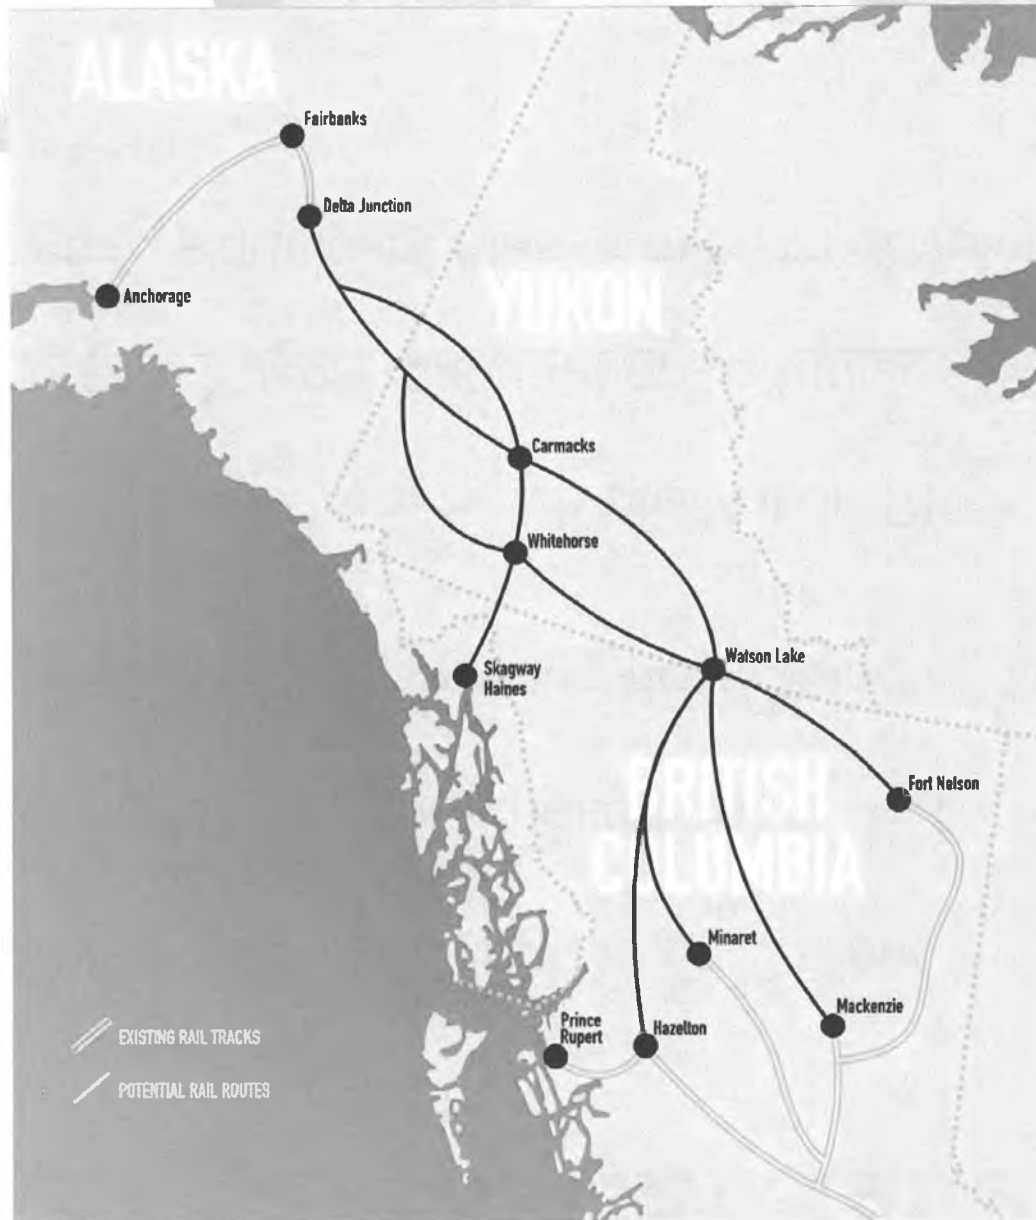 ALASKA
Fairbanks
Delta Junction
Anchorage
YUKON
Carmacks
Whitehorse
Skagway
Haines
Watson Lake
Fort Nelson
BRITISH
COLUMBIA
Minaret
Mackenzie
Prince
Rupert
Hazelton
EXISTING RAIL TRACKS
POTENTIAL RAIL ROUTES